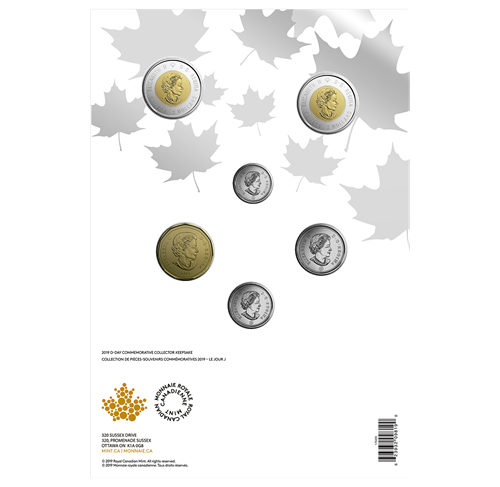 2019 D-DAY COMMEMORATIVE COLLECTOR KEEPSAKE
COLLECTION DE PIÈCES-SOUVENIRS COMMÉMORATIVES 2019 – LE JOUR J
MONNAIE ROYALE CANADIENNE
ROYAL CANADIAN MINT
320 SUSSEX DRIVE
320, PROMENADE SUSSEX
OTTAWA ON K1A 0G8
MINT.CA | MONNAIE.CA
© 2019 Royal Canadian Mint. All rights reserved.
© 2019 Monnaie royale canadienne. Tous droits réservés.